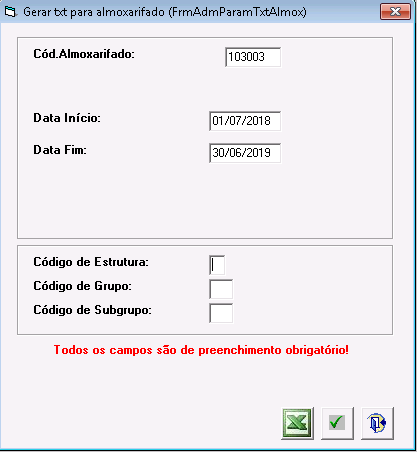 Gerar txt para almoxarifado (FrmAdmParamTxtAlmox)
Cód.Almoxarifado: 103003
Data Início: 01/07/2018
Data Fim: 30/06/2019
Código de Estrutura:
Código de Grupo:
Código de Subgrupo:
Todos os campos são de preenchimento obrigatório!